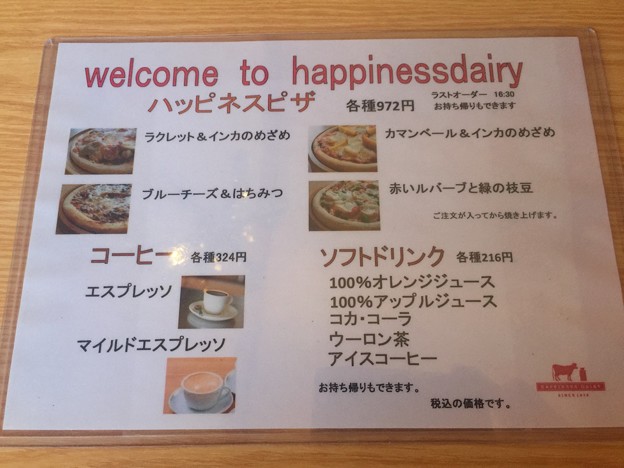 welcome to happinessdairy
ハッピネスピザ 各種972円 ラストオーダー 16:30
お持ち帰りもできます
ラクレット＆インカのめざめ
カマンベール＆インカのめざめ
ブルーチーズ＆はちみつ
赤いルバーブと緑の枝豆
ご注文が入ってから焼き上げます。
コーヒー 各種324円
エスプレッソ
マイルドエスプレッソ
ソフトドリンク 各種216円
100％オレンジジュース
100％アップルジュース
コカ・コーラ
ウーロン茶
アイスコーヒー
お持ち帰りもできます。
税込の価格です。
HAPPINESS DAIRY